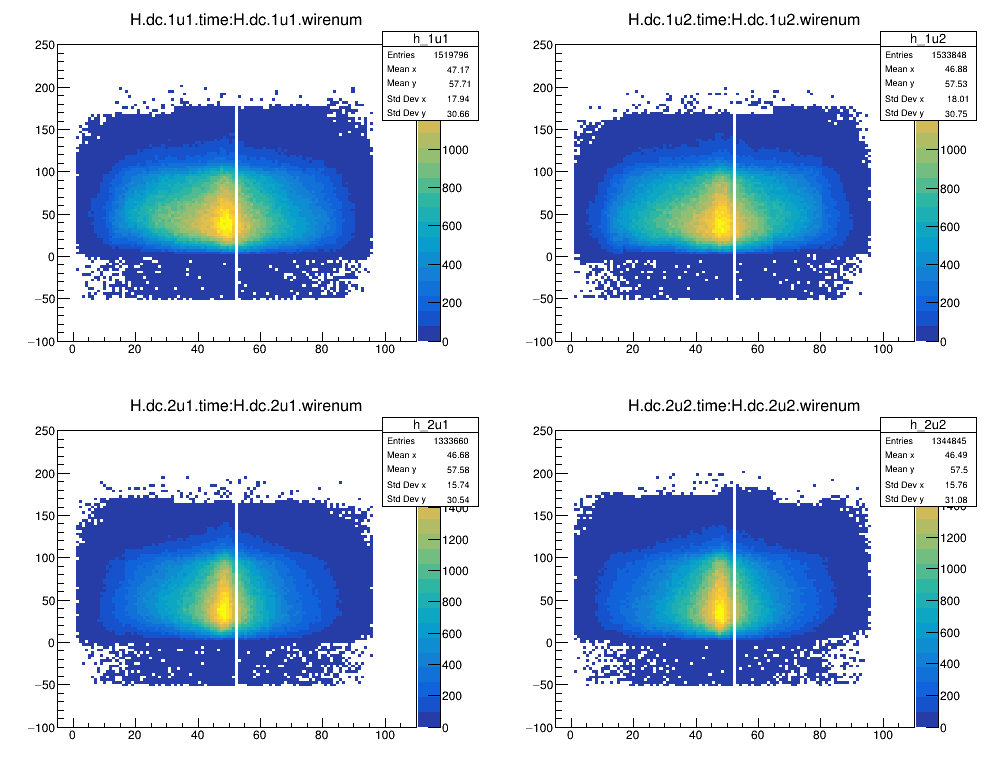 H.dc.1u1.time:H.dc.1u1.wirenum
h_1u1
Entries 1519796
Mean x 47.17
Mean y 57.71
Std Dev x 17.94
Std Dev y 30.66
250
200
150
100
50
0
−50
−100
0 20 40 60 80 100
1000
800
600
400
200
0
H.dc.1u2.time:H.dc.1u2.wirenum
h_1u2
Entries 1533848
Mean x 46.88
Mean y 57.53
Std Dev x 18.01
Std Dev y 30.75
250
200
150
100
50
0
−50
−100
0 20 40 60 80 100
1000
800
600
400
200
0
H.dc.2u1.time:H.dc.2u1.wirenum
h_2u1
Entries 1333660
Mean x 46.68
Mean y 57.58
Std Dev x 15.74
Std Dev y 30.54
250
200
150
100
50
0
−50
−100
0 20 40 60 80 100
1400
1200
1000
800
600
400
200
0
H.dc.2u2.time:H.dc.2u2.wirenum
h_2u2
Entries 1344845
Mean x 46.49
Mean y 57.5
Std Dev x 15.76
Std Dev y 31.08
250
200
150
100
50
0
−50
−100
0 20 40 60 80 100
1400
1200
1000
800
600
400
200
0